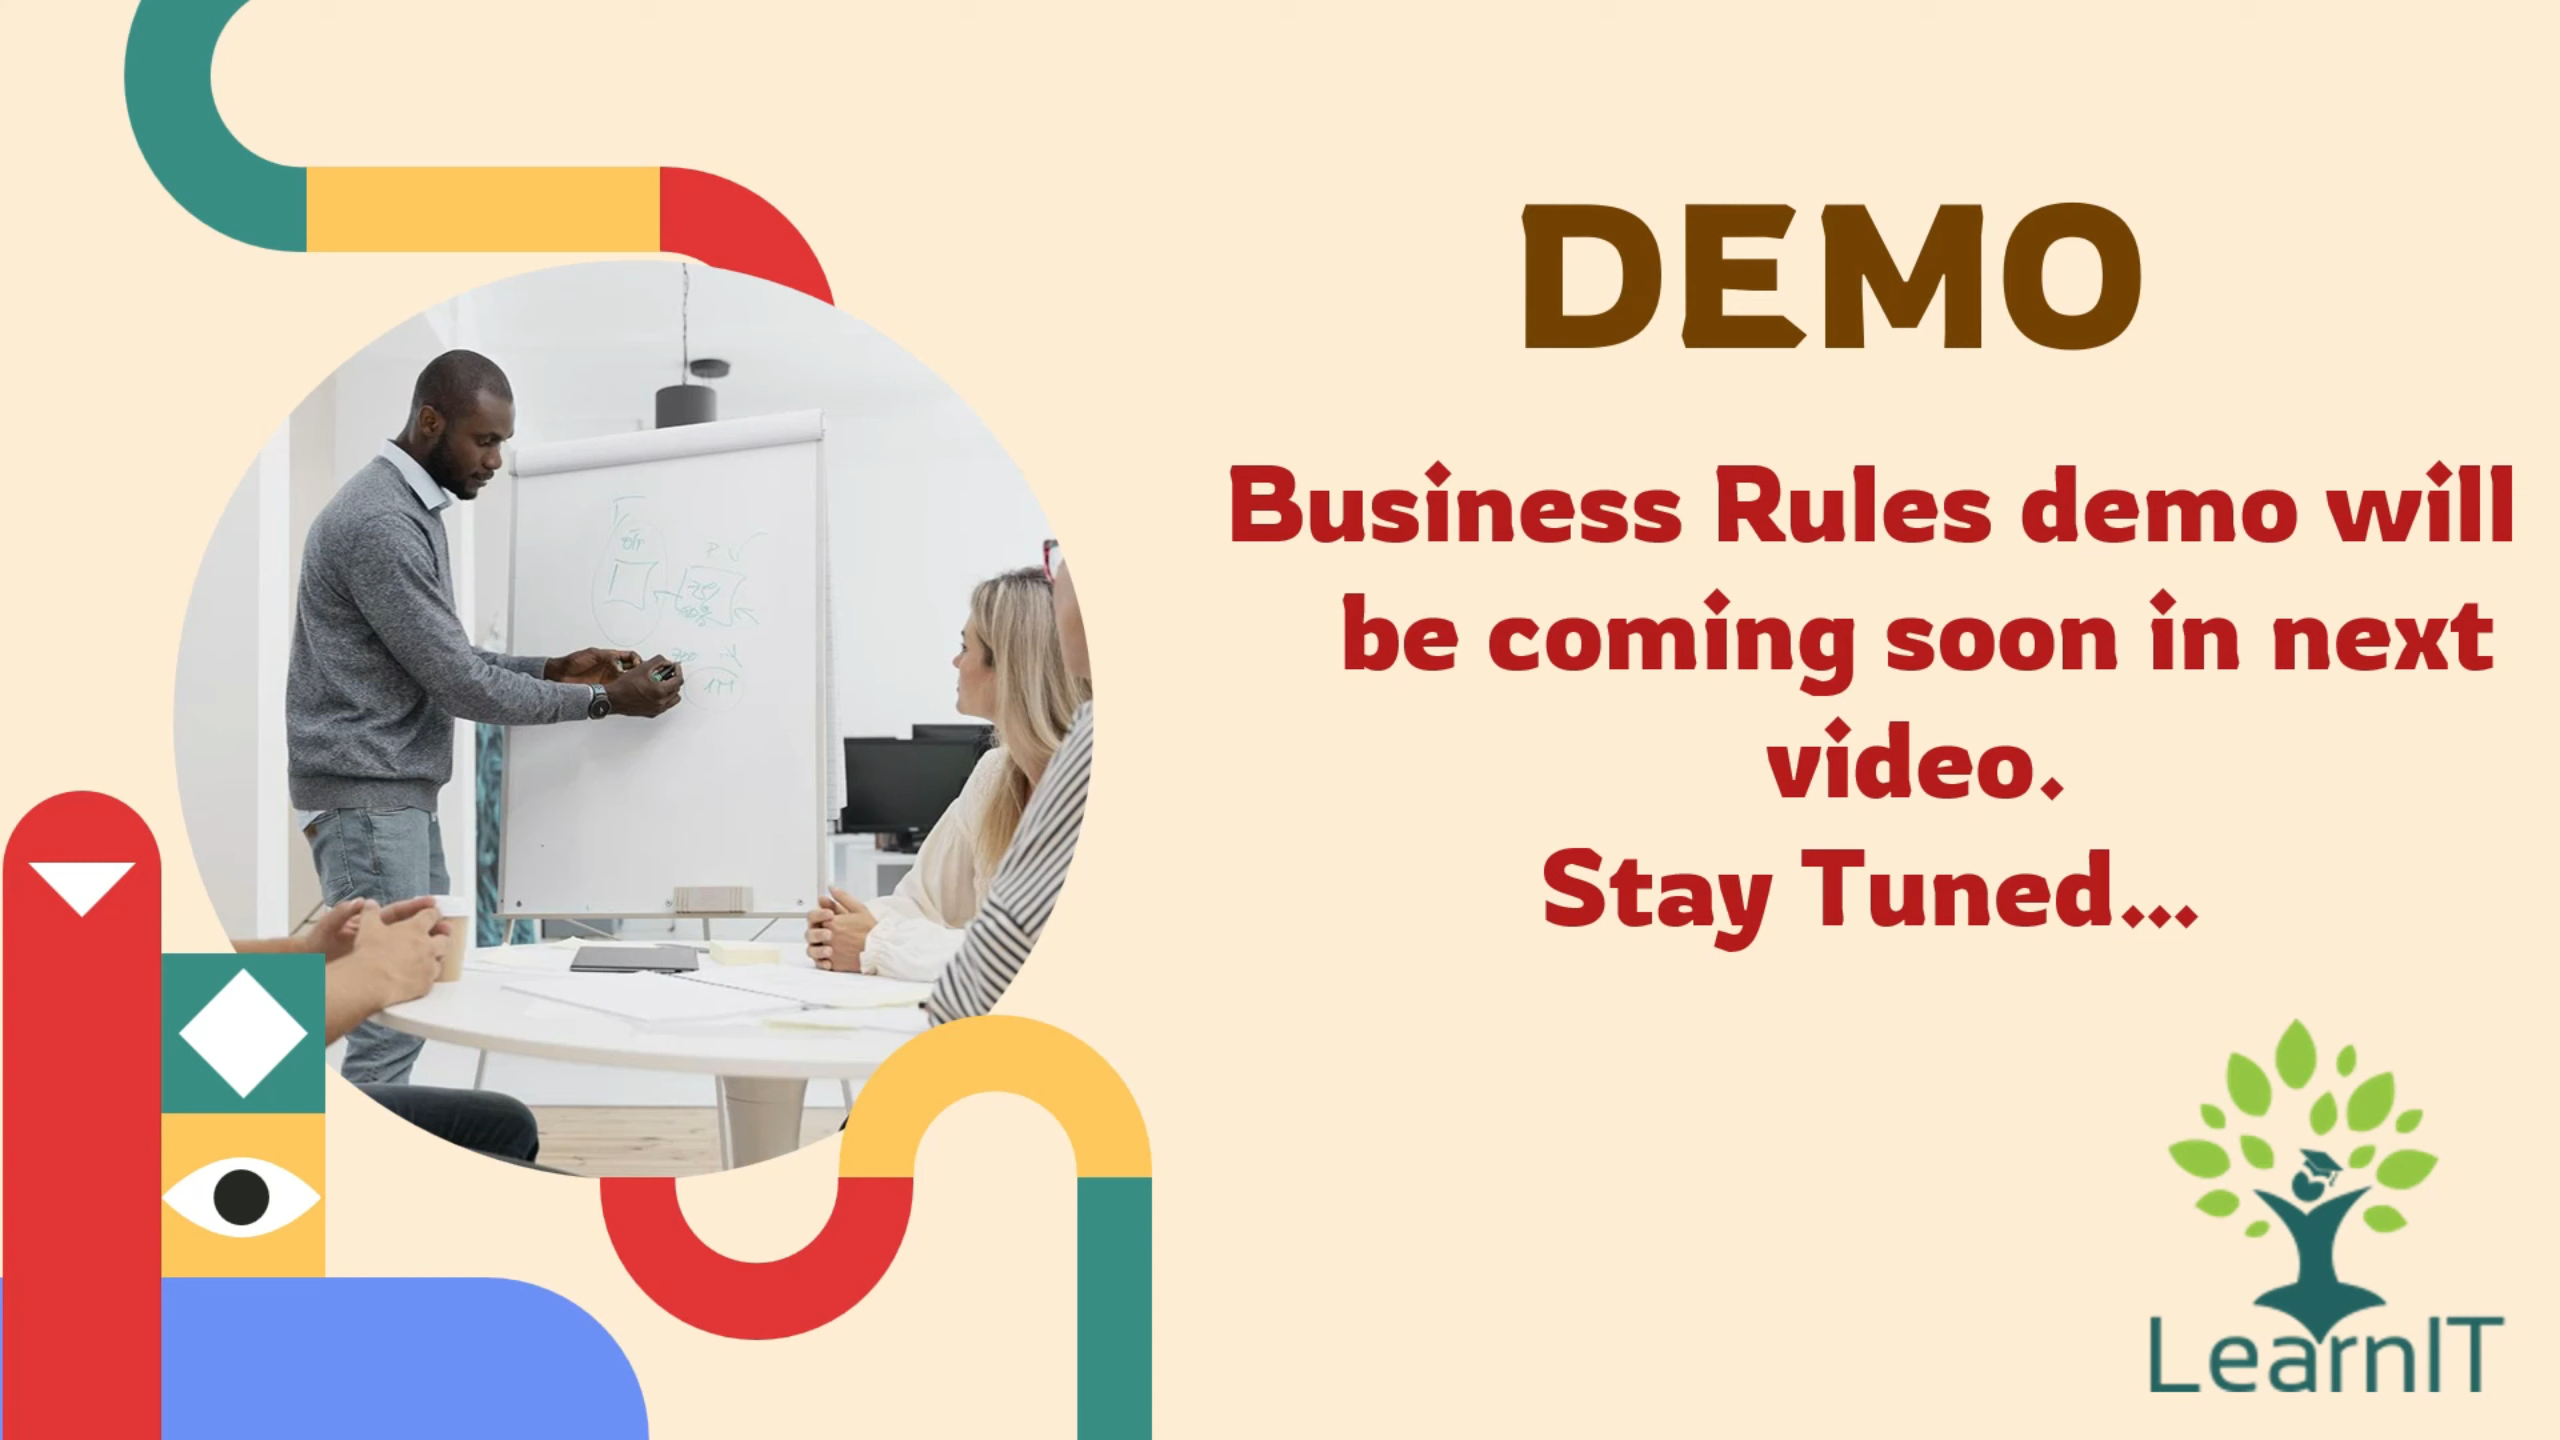 DEMO
Business Rules demo will
be coming soon in next
video.
Stay Tuned...
LearnIT